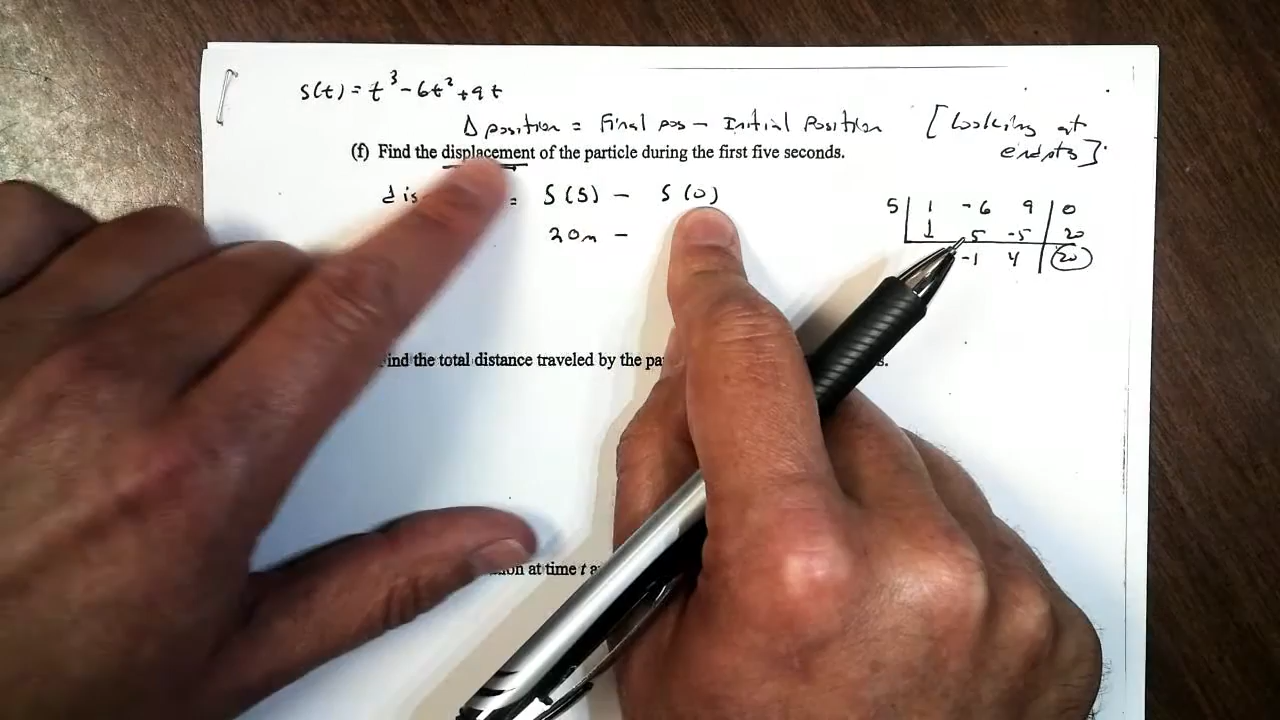 s(t) = t³ - 6t² + 9t
Δ position = Final pos - Initial Position [looking at endpts].
(f) Find the displacement of the particle during the first five seconds.
dis = S(5) - S(0)
20m -
5 | 1 -6 9 | 0
↓ 5 -5 | 20
-1 4 | 20
ind the total distance traveled by the pa s.
on at time t a